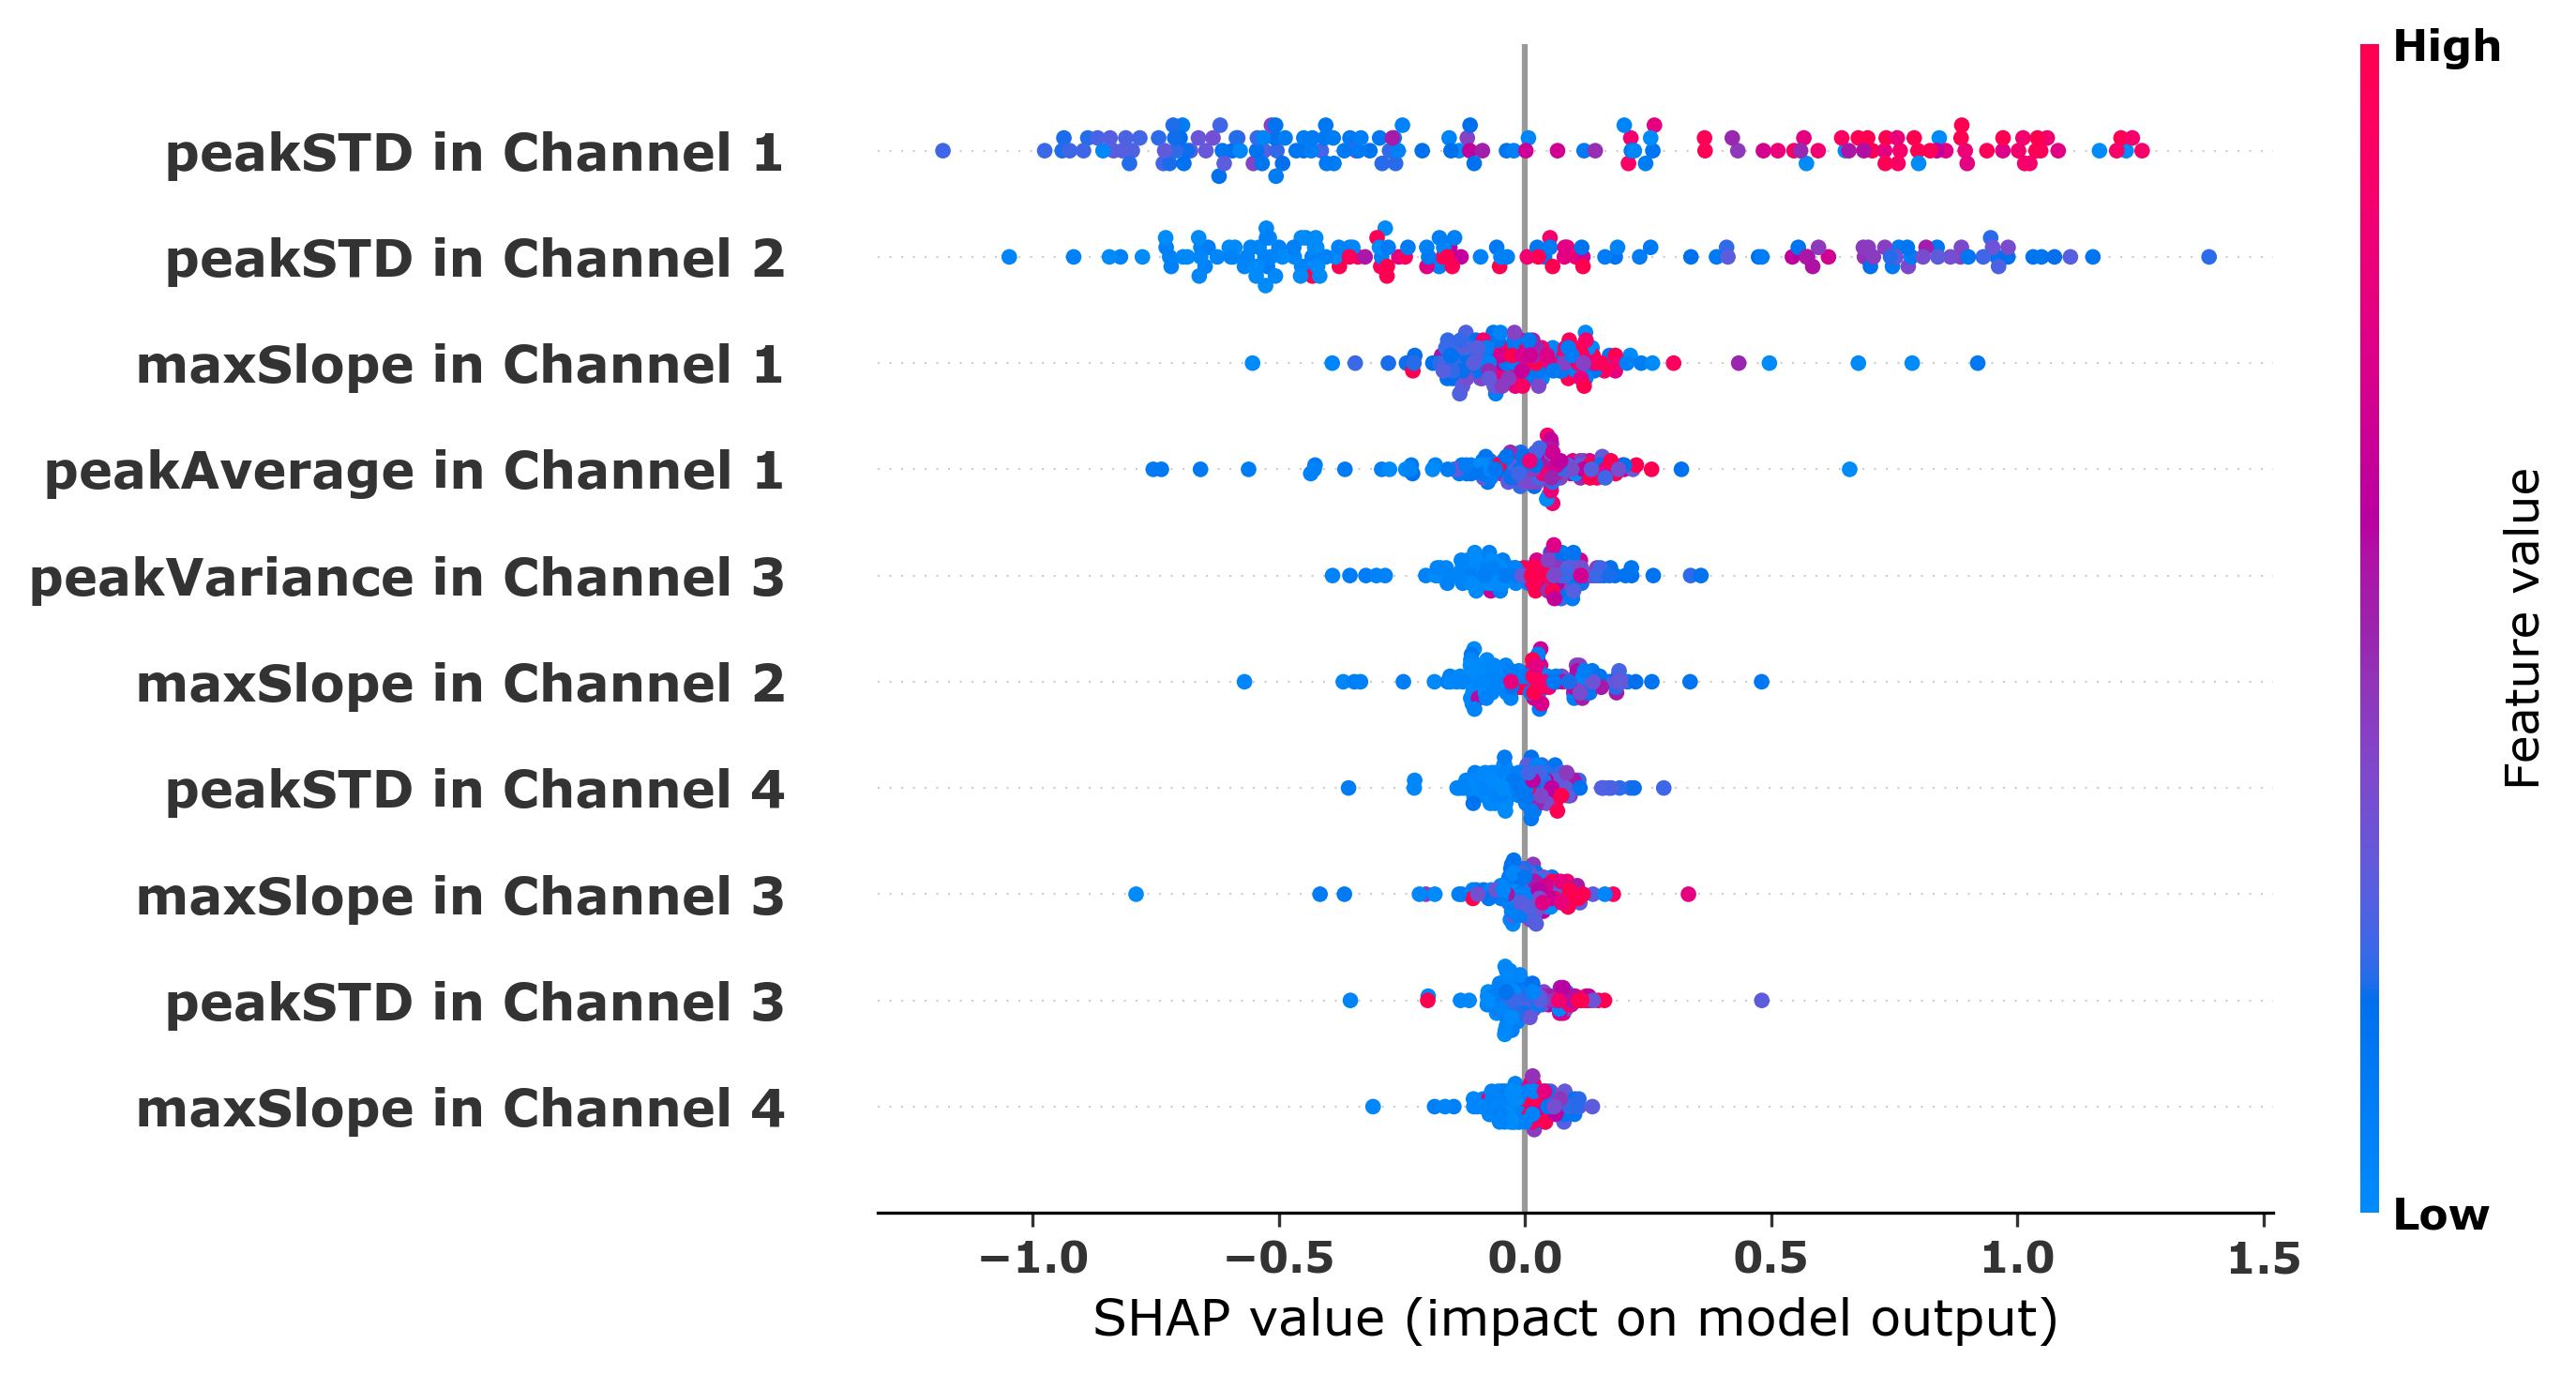 High
peakSTD in Channel 1
peakSTD in Channel 2
maxSlope in Channel 1
peakAverage in Channel 1
peakVariance in Channel 3
maxSlope in Channel 2
peakSTD in Channel 4
maxSlope in Channel 3
peakSTD in Channel 3
maxSlope in Channel 4
Feature value
Low
−1.0 −0.5 0.0 0.5 1.0 1.5
SHAP value (impact on model output)